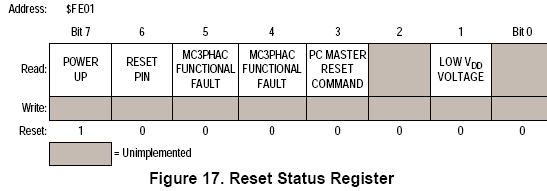 Address: $FE01
Bit 7 6 5 4 3 2 1 Bit 0
Read: POWER UP RESET PIN MC3PHAC FUNCTIONAL FAULT MC3PHAC FUNCTIONAL FAULT PC MASTER RESET COMMAND LOW VDD VOLTAGE
Write:
Reset: 1 0 0 0 0 0 0 0
= Unimplemented
Figure 17. Reset Status Register